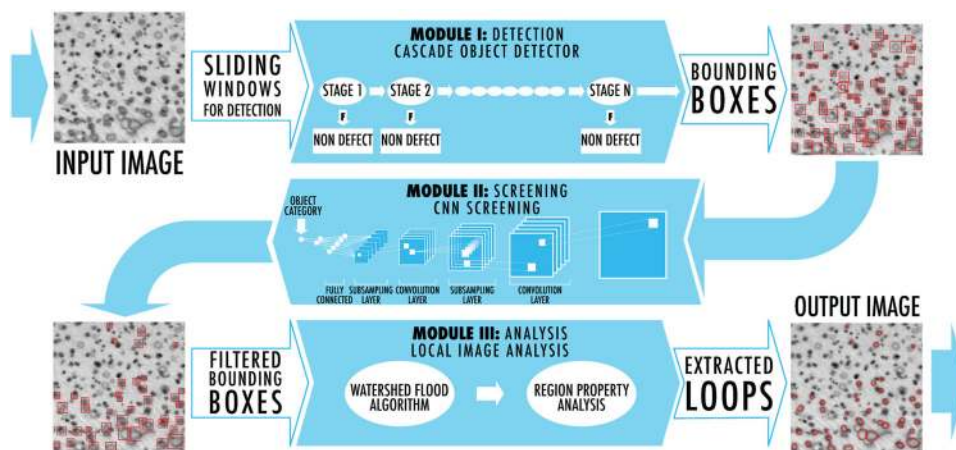 INPUT IMAGE
SLIDING
WINDOWS
FOR DETECTION
MODULE I: DETECTION
CASCADE OBJECT DETECTOR
STAGE 1
STAGE 2
STAGE N
F
F
F
NON DEFECT
NON DEFECT
NON DEFECT
BOUNDING
BOXES
MODULE II: SCREENING
CNN SCREENING
OBJECT
CATEGORY
FULLY
CONNECTED
SUBSAMPLING
LAYER
CONVOLUTION
LAYER
SUBSAMPLING
LAYER
CONVOLUTION
LAYER
FILTERED
BOUNDING
BOXES
MODULE III: ANALYSIS
LOCAL IMAGE ANALYSIS
WATERSHED FLOOD
ALGORITHM
REGION PROPERTY
ANALYSIS
EXTRACTED
LOOPS
OUTPUT IMAGE